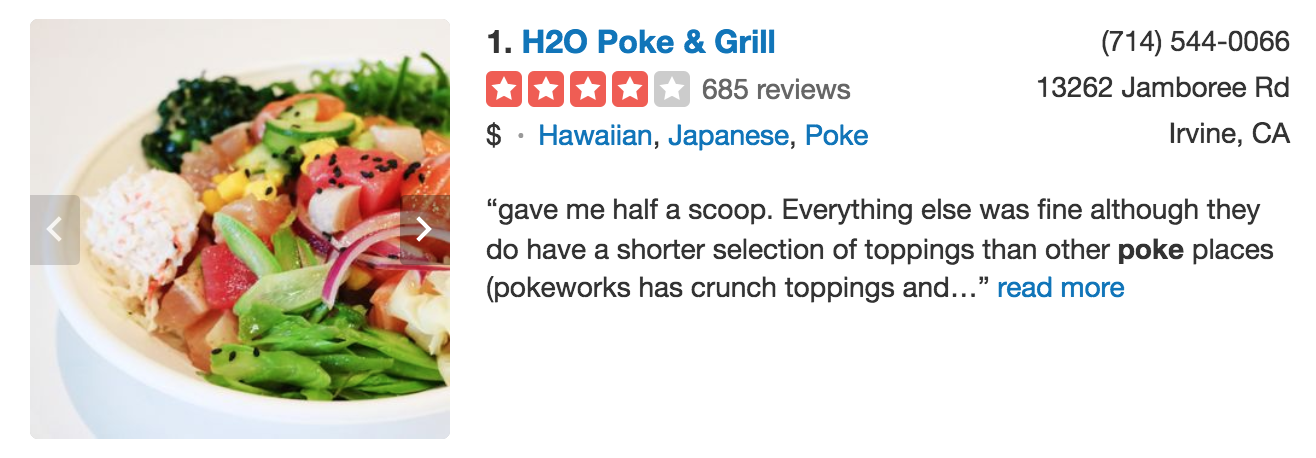 1. H2O Poke & Grill
(714) 544-0066
685 reviews
13262 Jamboree Rd
$ · Hawaiian, Japanese, Poke
Irvine, CA
“gave me half a scoop. Everything else was fine although they
do have a shorter selection of toppings than other poke places
(pokeworks has crunch toppings and…” read more